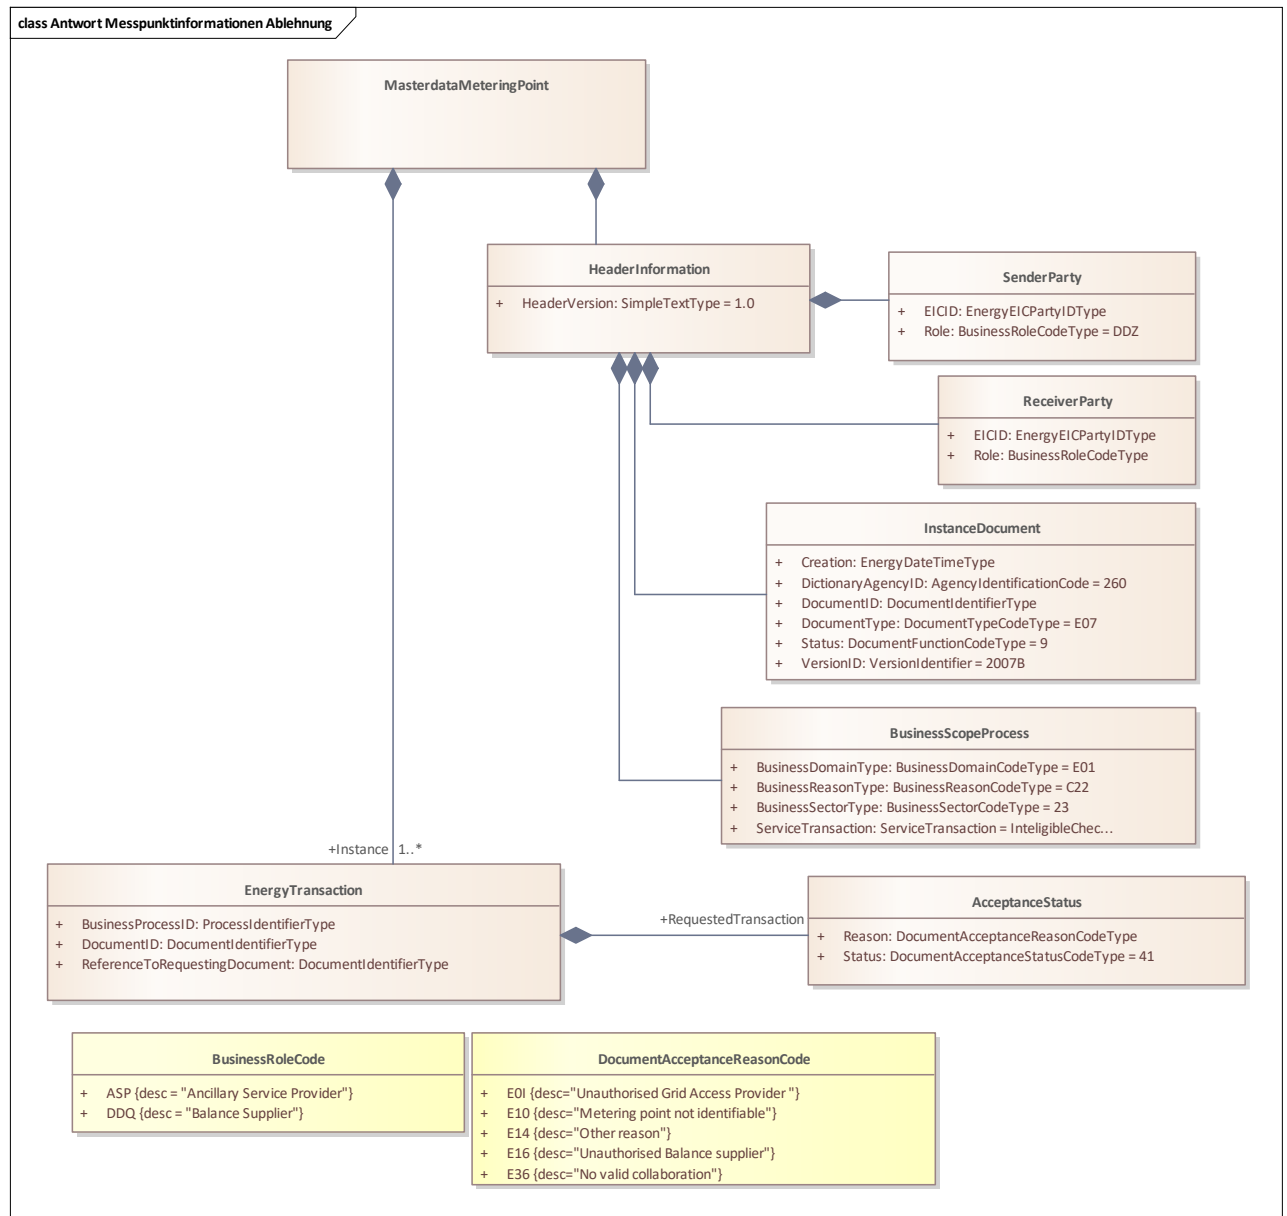 class Antwort Messpunktinformationen Ablehnung
MasterdataMeteringPoint
HeaderInformation
+ HeaderVersion: SimpleTextType = 1.0
SenderParty
+ EICID: EnergyEICPartyIDType
+ Role: BusinessRoleCodeType = DDZ
ReceiverParty
+ EICID: EnergyEICPartyIDType
+ Role: BusinessRoleCodeType
InstanceDocument
+ Creation: EnergyDateTimeType
+ DictionaryAgencyID: AgencyIdentificationCode = 260
+ DocumentID: DocumentIdentifierType
+ DocumentType: DocumentTypeCodeType = E07
+ Status: DocumentFunctionCodeType = 9
+ VersionID: VersionIdentifier = 2007B
BusinessScopeProcess
+ BusinessDomainType: BusinessDomainCodeType = E01
+ BusinessReasonType: BusinessReasonCodeType = C22
+ BusinessSectorType: BusinessSectorCodeType = 23
+ ServiceTransaction: ServiceTransaction = InteligibleChec...
+Instance 1..*
EnergyTransaction
+ BusinessProcessID: ProcessIdentifierType
+ DocumentID: DocumentIdentifierType
+ ReferenceToRequestingDocument: DocumentIdentifierType
+RequestedTransaction
AcceptanceStatus
+ Reason: DocumentAcceptanceReasonCodeType
+ Status: DocumentAcceptanceStatusCodeType = 41
BusinessRoleCode
+ ASP {desc = "Ancillary Service Provider"}
+ DDQ {desc = "Balance Supplier"}
DocumentAcceptanceReasonCode
+ E0I {desc="Unauthorised Grid Access Provider "}
+ E10 {desc="Metering point not identifiable"}
+ E14 {desc="Other reason"}
+ E16 {desc="Unauthorised Balance supplier"}
+ E36 {desc="No valid collaboration"}